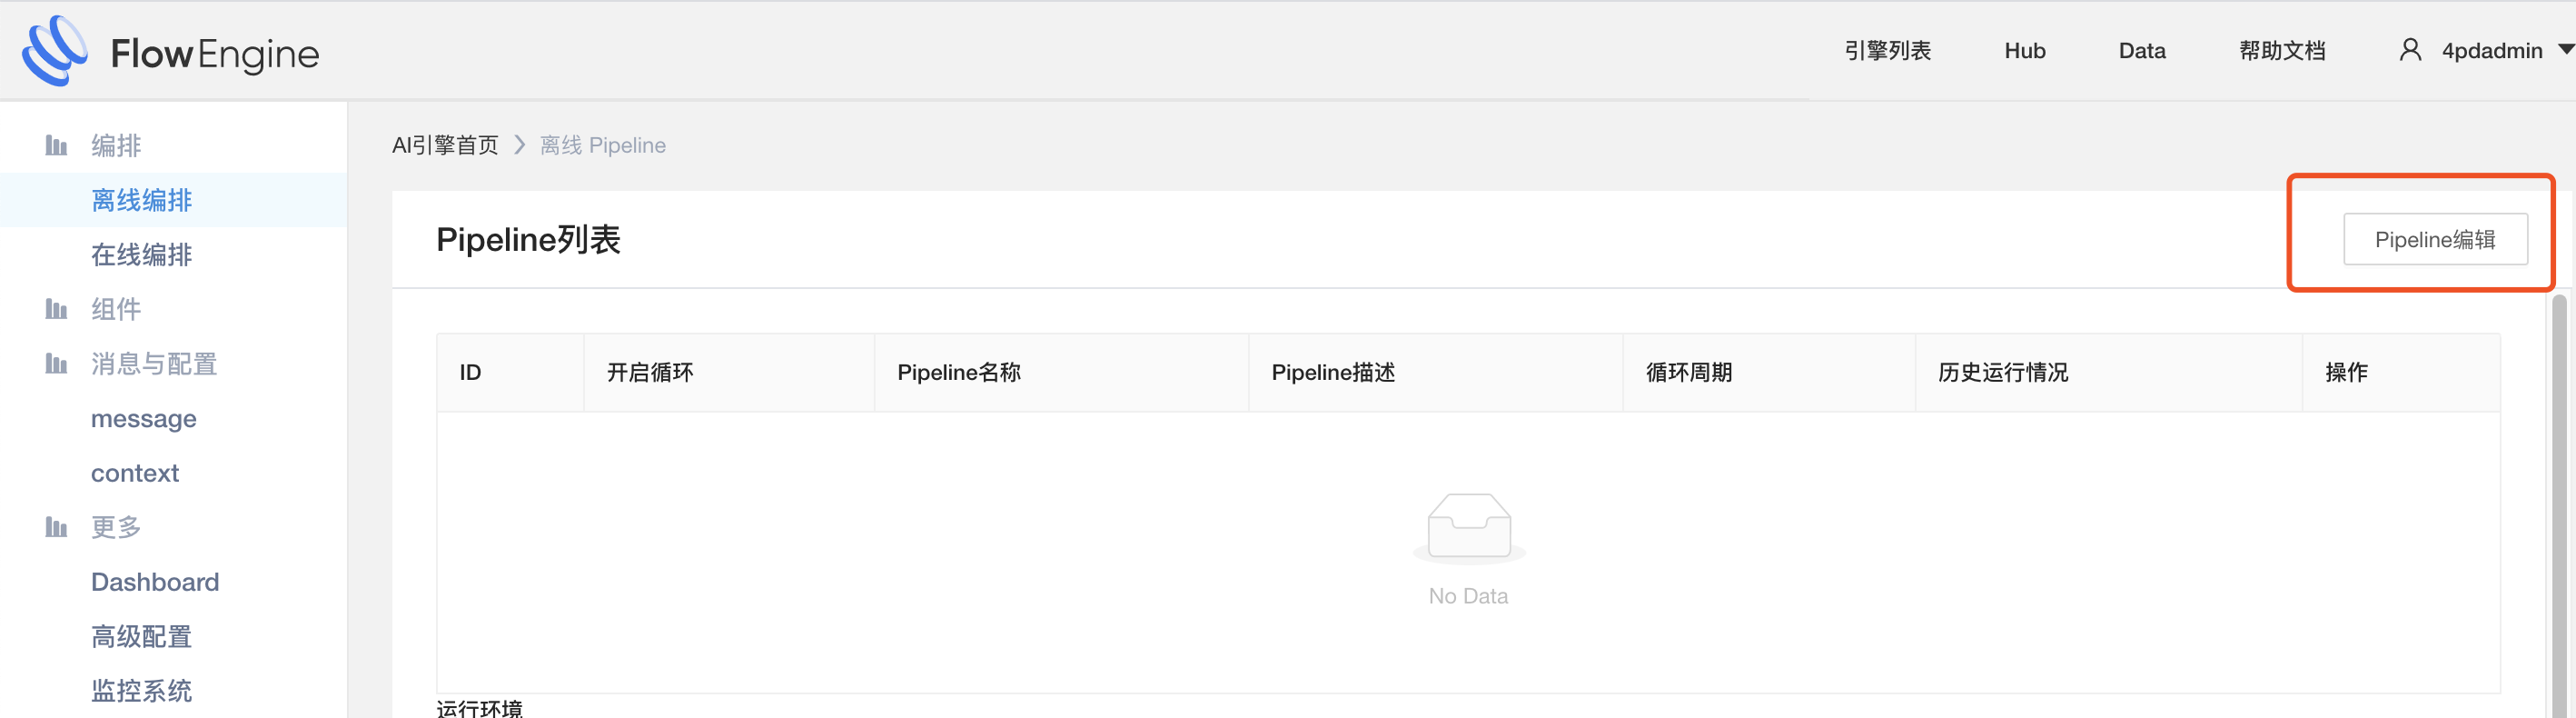 FlowEngine
引擎列表 Hub Data 帮助文档 4pdadmin
编排
离线编排
在线编排
组件
消息与配置
message
context
更多
Dashboard
高级配置
监控系统
AI引擎首页 > 离线 Pipeline
Pipeline列表
Pipeline编辑
ID 开启循环 Pipeline名称 Pipeline描述 循环周期 历史运行情况 操作
No Data
运行环境